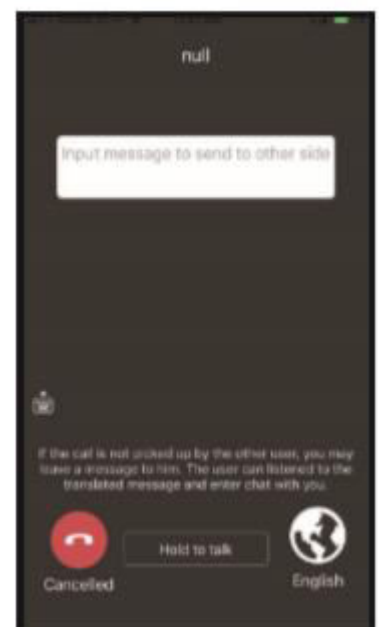 null
Input message to send to other side
If the call is not picked up by the other user, you may
leave a message to him. The user can listened to the
translated message and enter chat with you.
Hold to talk
Cancelled
English